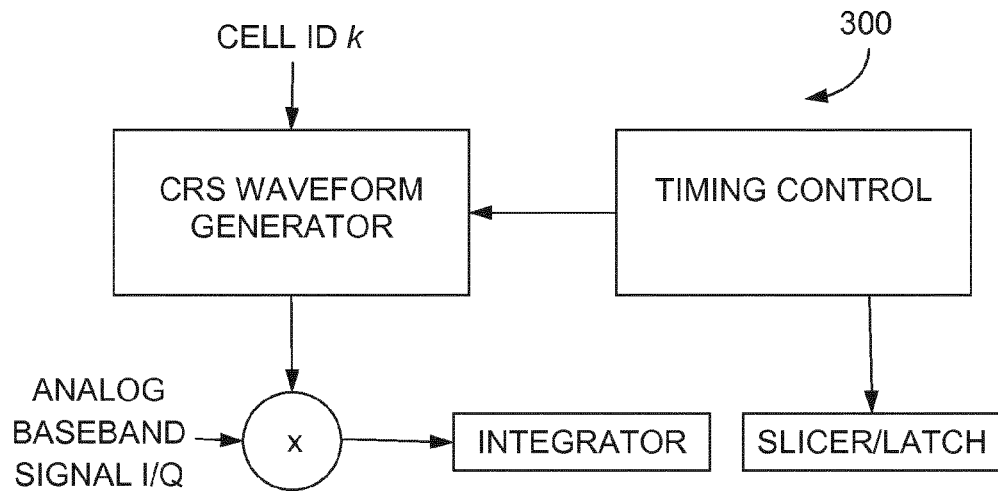 CELL ID k
300
CRS WAVEFORM
GENERATOR
TIMING CONTROL
ANALOG
BASEBAND
SIGNAL I/Q
x
INTEGRATOR
SLICER/LATCH